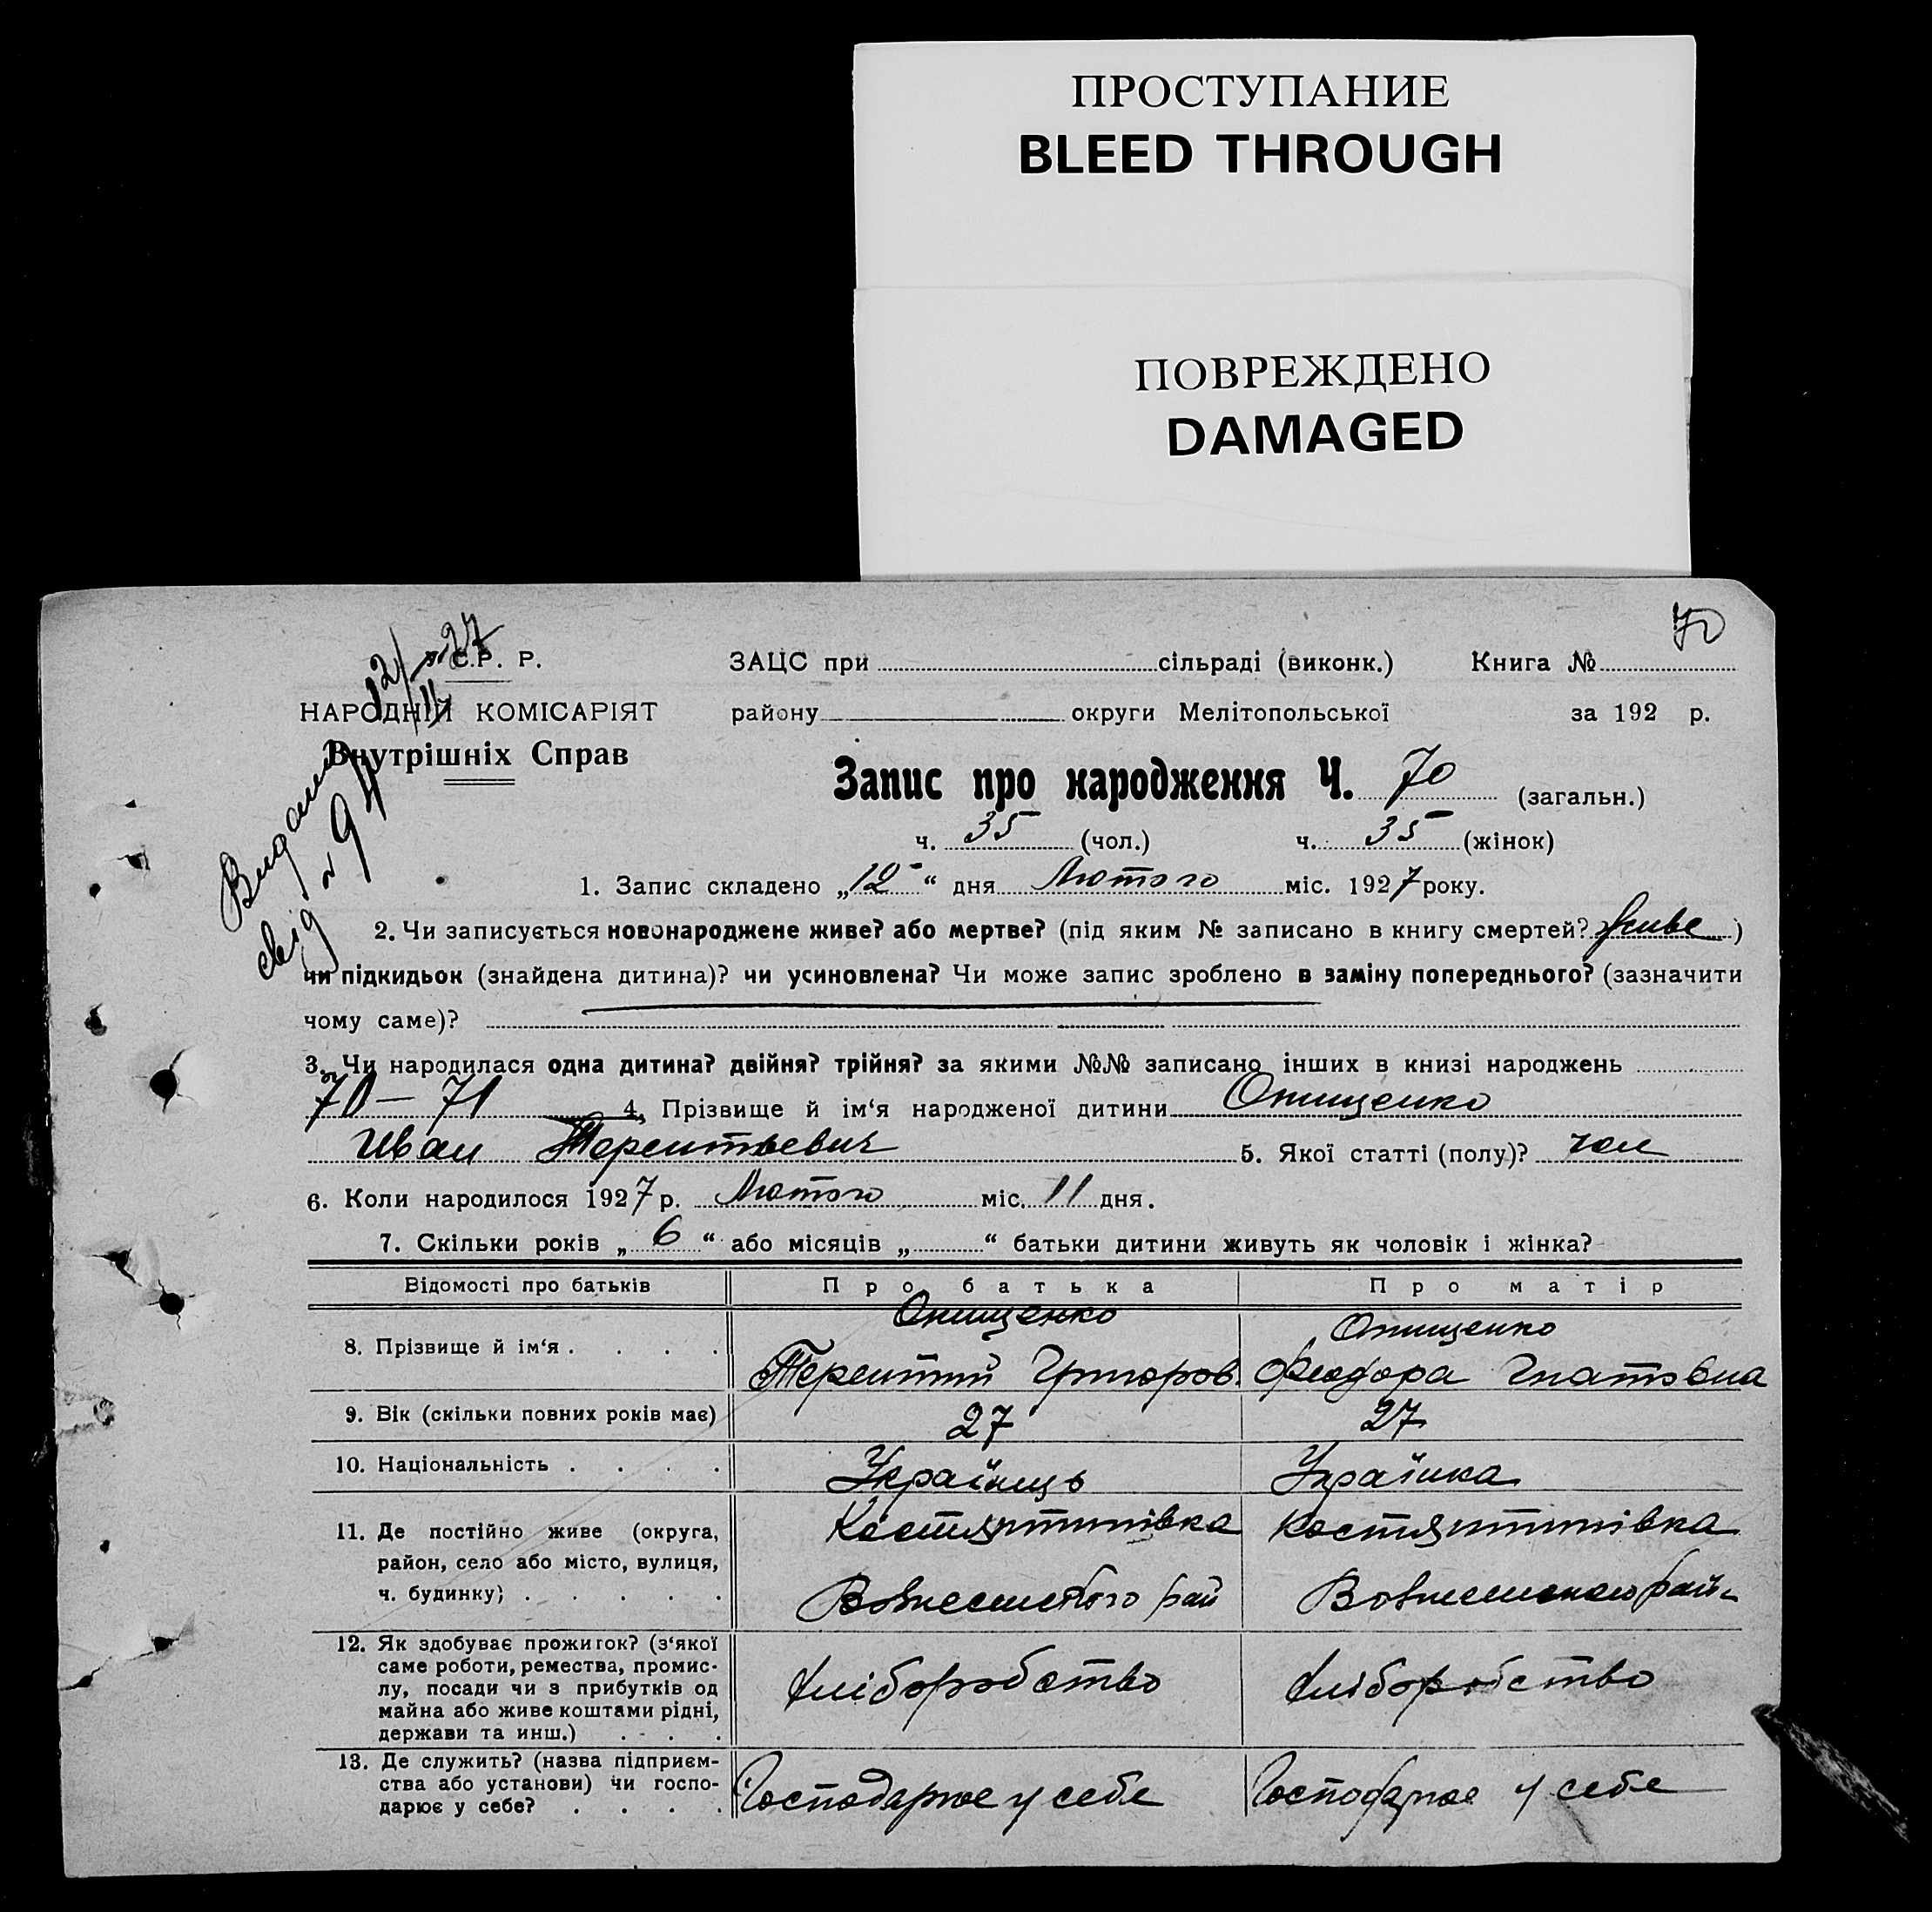 ПРОСТУПАНИЕ
BLEED THROUGH
ПОВРЕЖДЕНО
DAMAGED
70
С.Р. Р.
НАРОДНІЙ КОМІСАРІЯТ
Внутрішніх Справ
Видано
свід
ЗАЦС при сільраді (виконк.) Книга №
району округи Мелітопольської за 192 р.
Запис про народження Ч. 70 (загальн.)
ч. 35 (чол.) ч. 35 (жінок)
1. Запис складено „12“ дня Лютого міс. 1927 року.
2. Чи записується новонароджене живе? або мертве? (під яким № записано в книгу смертей? живе)
чи підкидьок (знайдена дитина)? чи усиновлена? Чи може запис зроблено в заміну попереднього? (зазначити
чому саме)?
3. Чи народилася одна дитина? двійня? трійня? за якими №№ записано інших в книзі народжень
70 — 71 4. Прізвище й ім‘я народженої дитини Онищенко
Иван Терентьевич 5. Якої статті (полу)? чол
6. Коли народилося 1927 р. Лютого міс. 11 дня.
7. Скільки років „6“ або місяців „ “ батьки дитини живуть як чоловік і жінка?
Відомості про батьків Про батька Про матір
8. Прізвище й ім‘я . . . . Онищенко Онищенко
Терентий Григоров. Феодора Гнатовна
9. Вік (скільки повних років має) 27 27
10. Національність . . . . Українець Українка
11. Де постійно живе (округа, Костянтинівка Костянтинівка
район, село або місто, вулиця,
ч. будинку) . . . . . Вознесенского рай Вознесенского рай-
12. Як здобуває прожиток? (з‘якої
саме роботи, ремества, промис-
лу, посади чи з прибутків од хліборобство хліборобство
майна або живе коштами рідні,
держави та инш.) . . . .
13. Де служить? (назва підприєм-
ства або установи) чи госпо- Господарює у себе Господарює у себе
дарює у себе? . . . .